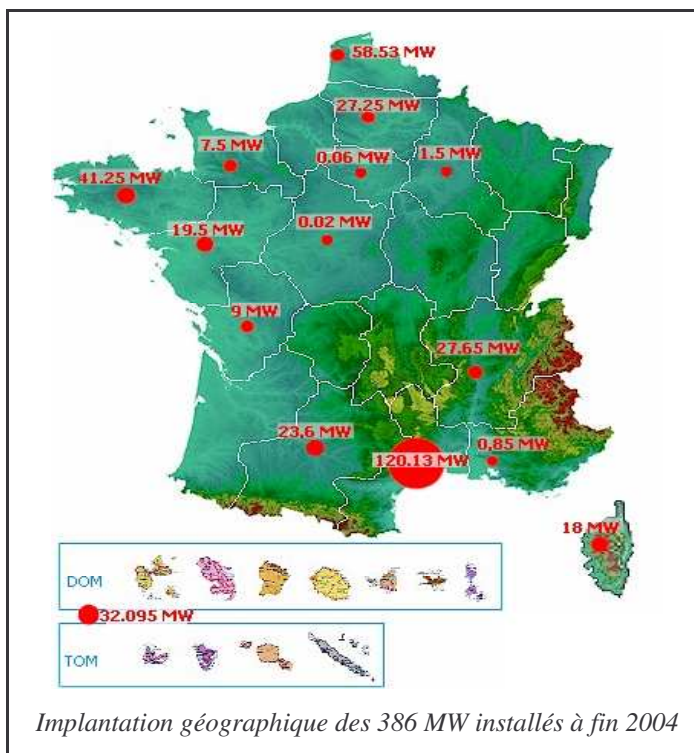 58.53 MW
27.25 MW
7.5 MW
0.06 MW
1.5 MW
41.25 MW
19.5 MW
0.02 MW
9 MW
27.65 MW
23,6 MW
120.13 MW
0,85 MW
18 MW
DOM
32.095 MW
TOM
Implantation géographique des 386 MW installés à fin 2004